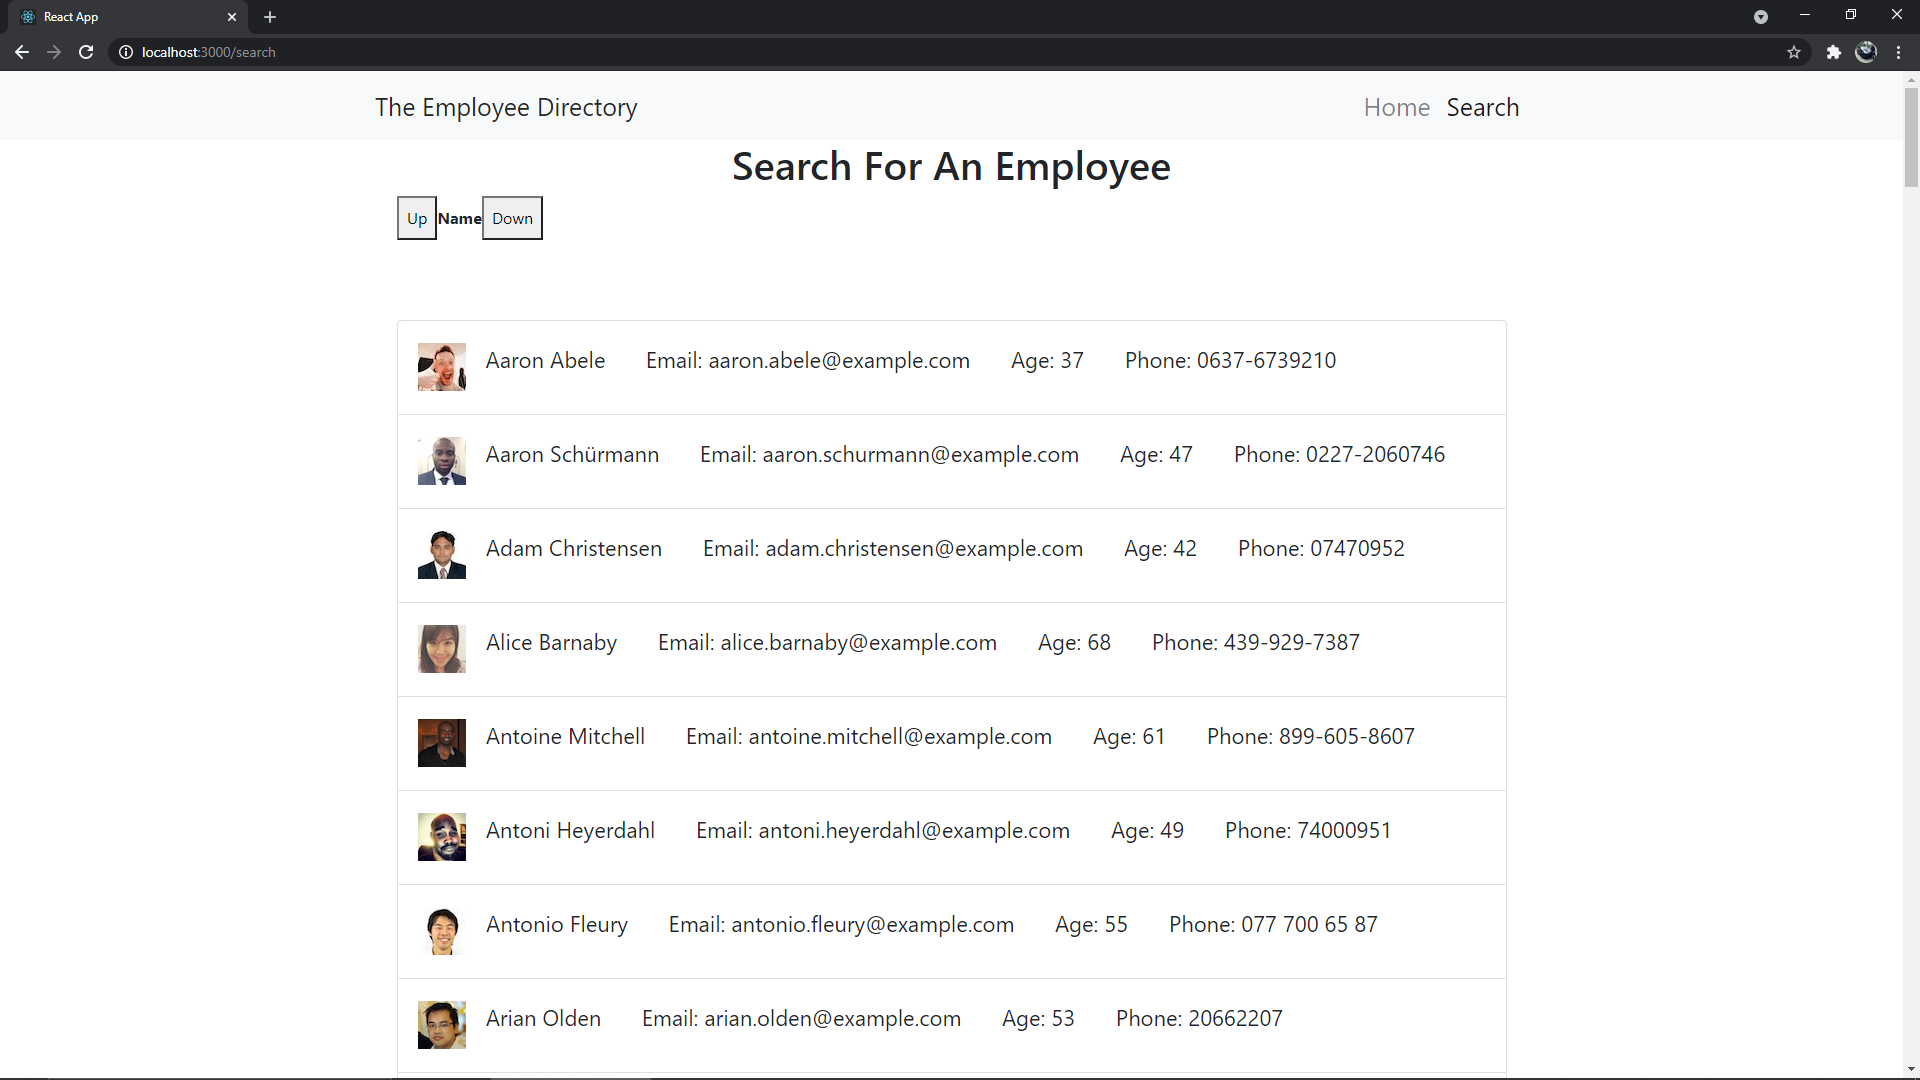 React App
localhost:3000/search
The Employee Directory Home Search
Search For An Employee
Up Name Down
Aaron Abele Email: aaron.abele@example.com Age: 37 Phone: 0637-6739210
Aaron Schürmann Email: aaron.schurmann@example.com Age: 47 Phone: 0227-2060746
Adam Christensen Email: adam.christensen@example.com Age: 42 Phone: 07470952
Alice Barnaby Email: alice.barnaby@example.com Age: 68 Phone: 439-929-7387
Antoine Mitchell Email: antoine.mitchell@example.com Age: 61 Phone: 899-605-8607
Antoni Heyerdahl Email: antoni.heyerdahl@example.com Age: 49 Phone: 74000951
Antonio Fleury Email: antonio.fleury@example.com Age: 55 Phone: 077 700 65 87
Arian Olden Email: arian.olden@example.com Age: 53 Phone: 20662207